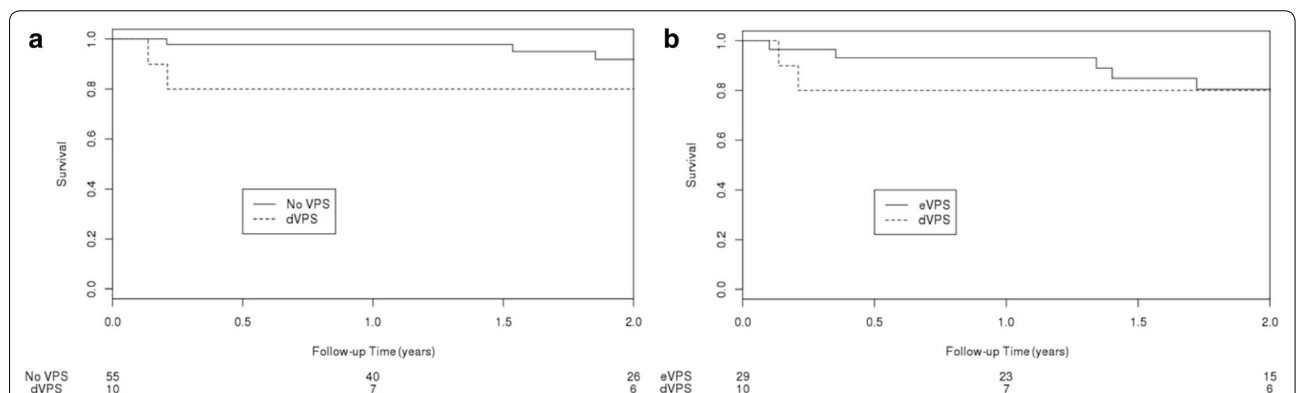 a
1.0
0.8
0.6
0.4
0.2
0.0
Survival
No VPS
dVPS
0.0 0.5 1.0 1.5 2.0
Follow-up Time (years)
No VPS 55 40 26
dVPS 10 7 6
b
1.0
0.8
0.6
0.4
0.2
0.0
Survival
eVPS
dVPS
0.0 0.5 1.0 1.5 2.0
Follow-up Time (years)
eVPS 29 23 15
dVPS 10 7 6